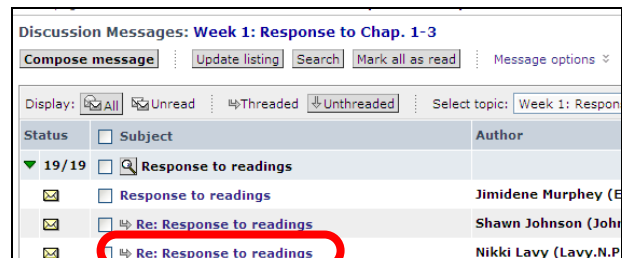 Discussion Messages: Week 1: Response to Chap. 1-3
Compose message Update listing Search Mark all as read Message options
Display: All Unread Threaded Unthreaded Select topic: Week 1:
Status Subject Author
19/19 Response to readings
Response to readings Jimidene Murphey
Re: Response to readings Shawn Johnson
Re: Response to readings Nikki Lavy (Lavy.N.P